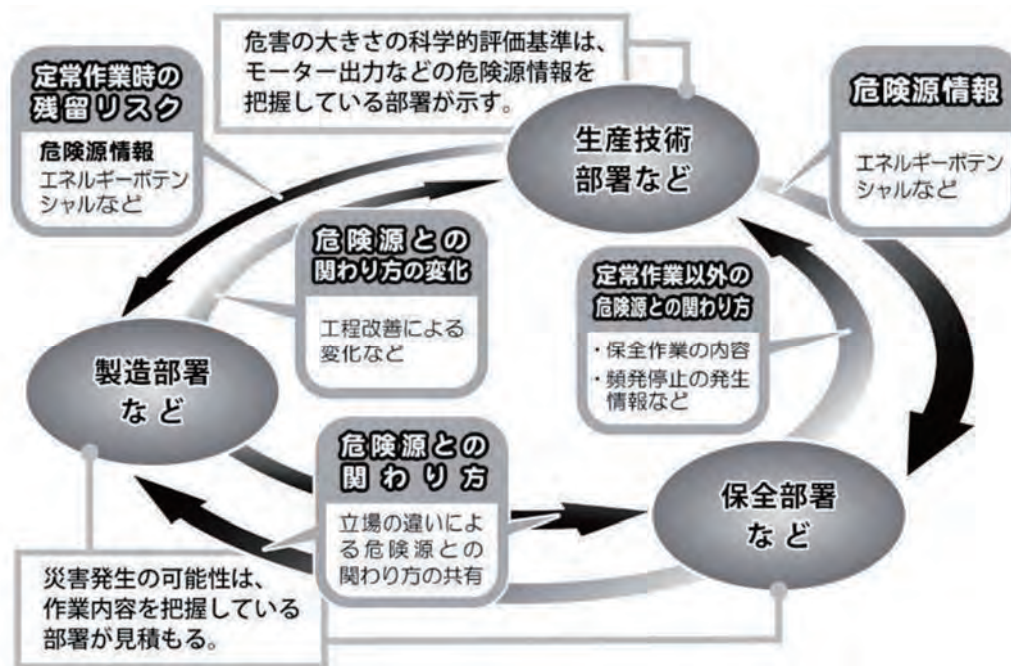 危害の大きさの科学的評価基準は、
モーター出力などの危険源情報を
把握している部署が示す。
定常作業時の
残留リスク
危険源情報
エネルギーポテン
シャルなど
生産技術
部署など
危険源情報
エネルギーポテン
シャルなど
危険源との
関わり方の変化
工程改善による
変化など
定常作業以外の
危険源との関わり方
・保全作業の内容
・頻発停止の発生
情報など
製造部署
など
危険源との
関わり方
立場の違いによ
る危険源との
関わり方の共有
保全部署
など
災害発生の可能性は、
作業内容を把握している
部署が見積もる。